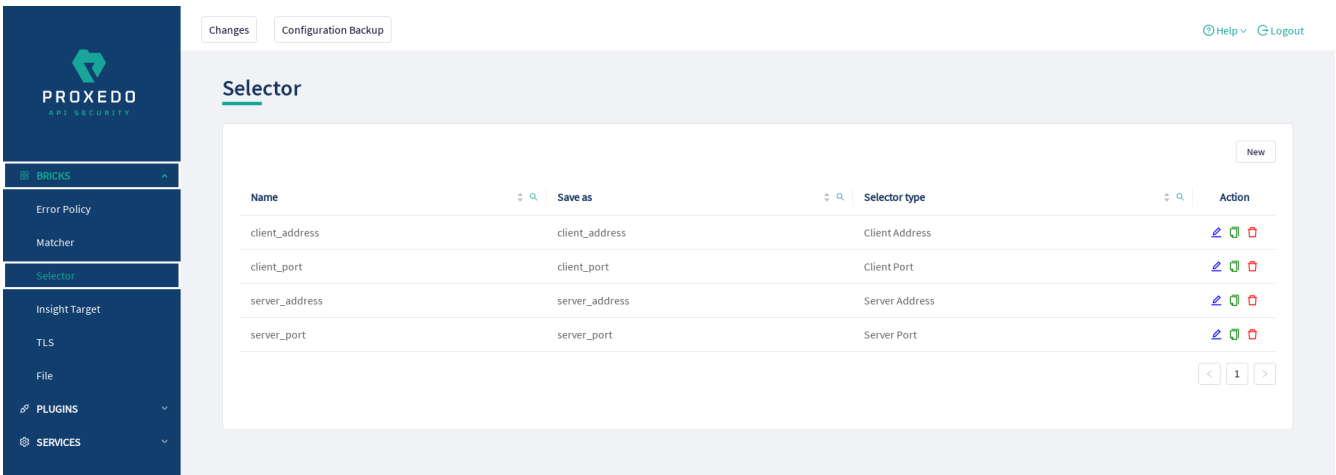 Changes Configuration Backup Help Logout
PROXEDO
API SECURITY
BRICKS
Error Policy
Matcher
Selector
Insight Target
TLS
File
PLUGINS
SERVICES
Selector
New
Name Save as Selector type Action
client_address client_address Client Address
client_port client_port Client Port
server_address server_address Server Address
server_port server_port Server Port
< 1 >